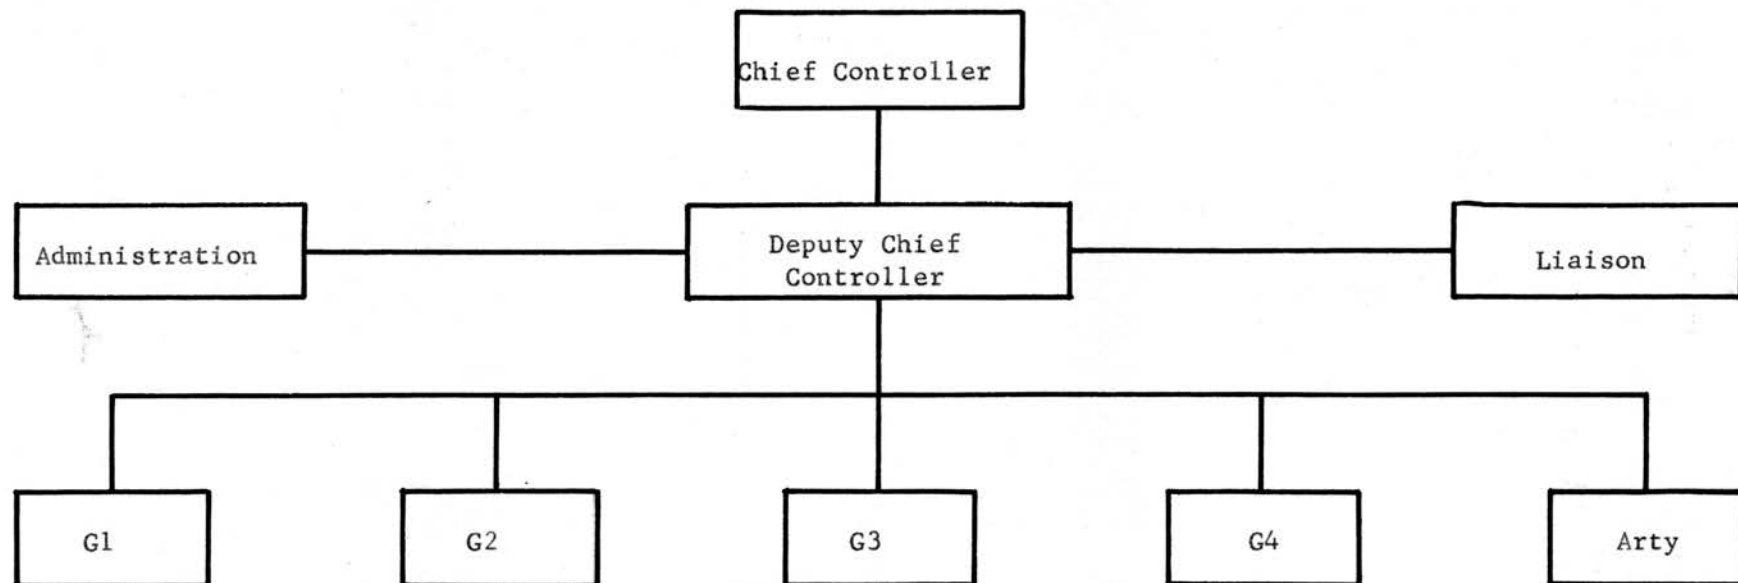 Chief Controller
Administration
Deputy Chief
Controller
Liaison
G1
G2
G3
G4
Arty